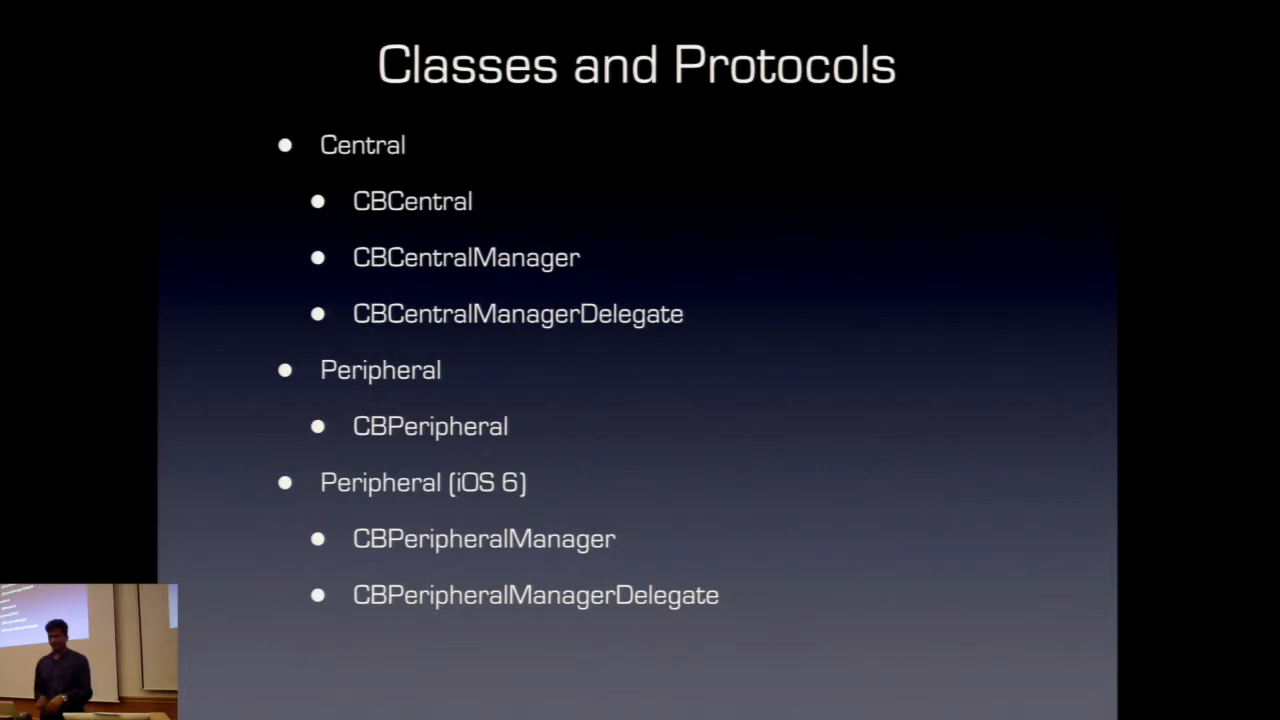 Classes and Protocols
Central
CBCentral
CBCentralManager
CBCentralManagerDelegate
Peripheral
CBPeripheral
Peripheral (iOS 6)
CBPeripheralManager
CBPeripheralManagerDelegate